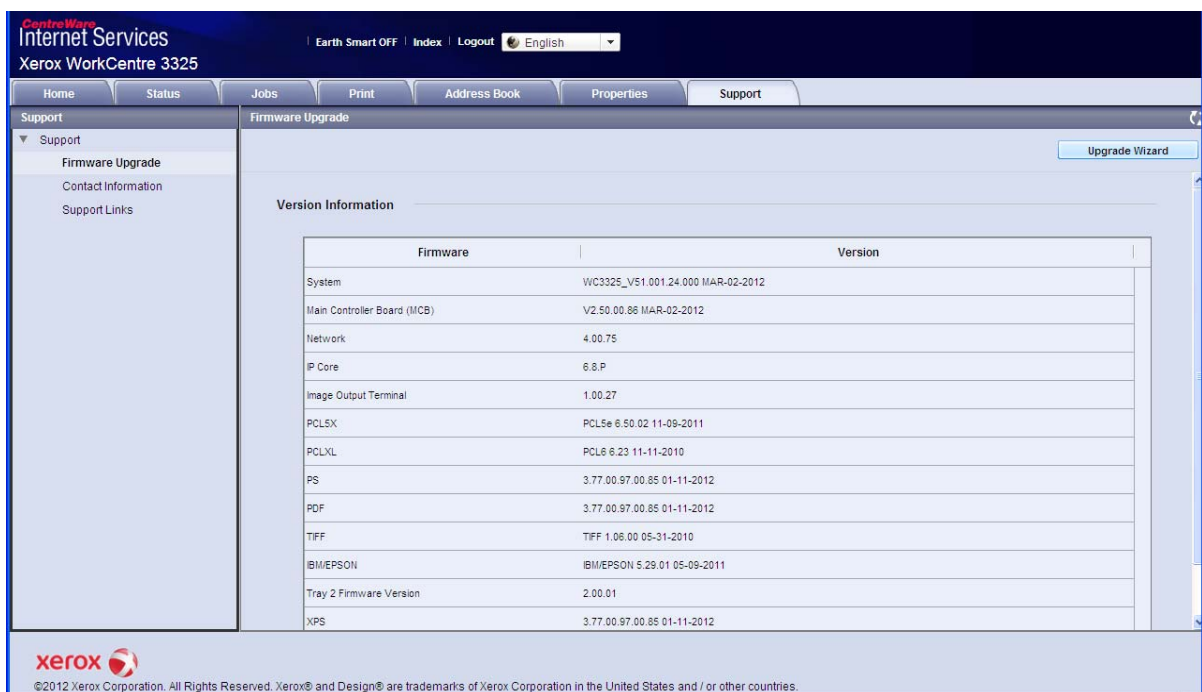 CentreWare
Internet Services
Xerox WorkCentre 3325
Earth Smart OFF Index Logout English
Home Status Jobs Print Address Book Properties Support
Support Firmware Upgrade
Support
Firmware Upgrade
Contact Information
Support Links
Upgrade Wizard
Version Information
Firmware Version
System WC3325_V51.001.24.000 MAR-02-2012
Main Controller Board (MCB) V2.50.00.86 MAR-02-2012
Network 4.00.75
IP Core 6.8.P
Image Output Terminal 1.00.27
PCL5X PCL5e 6.50.02 11-09-2011
PCLXL PCL6 6.23 11-11-2010
PS 3.77.00.97.00.85 01-11-2012
PDF 3.77.00.97.00.85 01-11-2012
TIFF TIFF 1.06.00 05-31-2010
IBM/EPSON IBM/EPSON 5.29.01 05-09-2011
Tray 2 Firmware Version 2.00.01
XPS 3.77.00.97.00.85 01-11-2012
xerox
©2012 Xerox Corporation. All Rights Reserved. Xerox® and Design® are trademarks of Xerox Corporation in the United States and / or other countries.